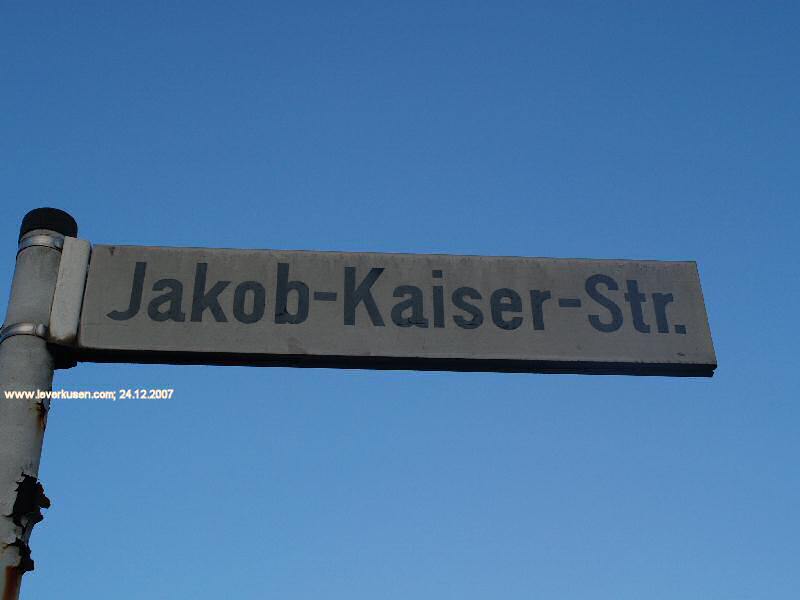 Jakob-Kaiser-Str.
www.leverkusen.com; 24.12.2007